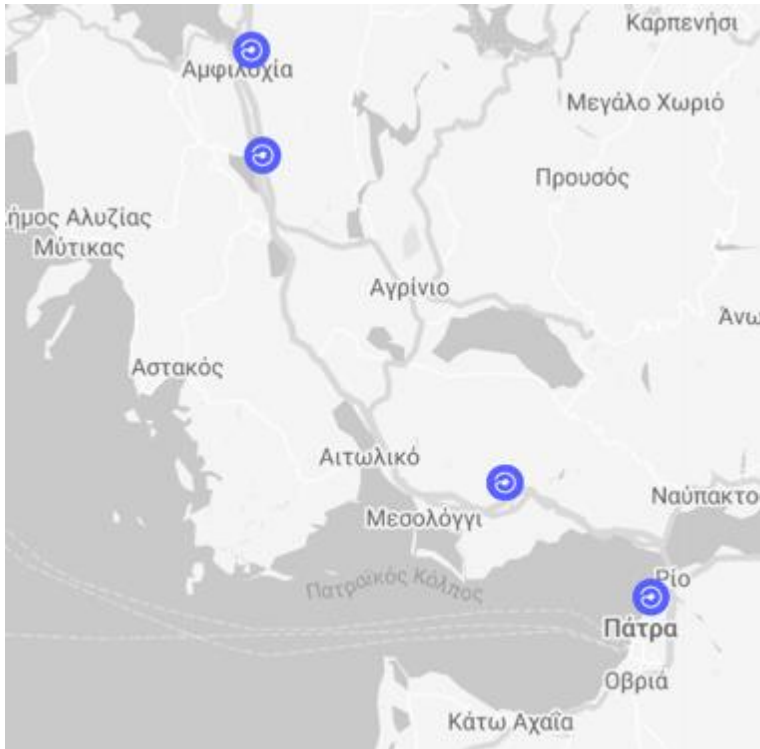 Καρπενήσι
Αμφιλοχία
Μεγάλο Χωριό
Προυσός
ήμος Αλυζίας
Μύτικας
Αγρίνιο
Άνω
Αστακός
Αιτωλικό
Ναύπακτο
Μεσολόγγι
Πατραϊκός Κόλπος
Ρίο
Πάτρα
Οβριά
Κάτω Αχαΐα